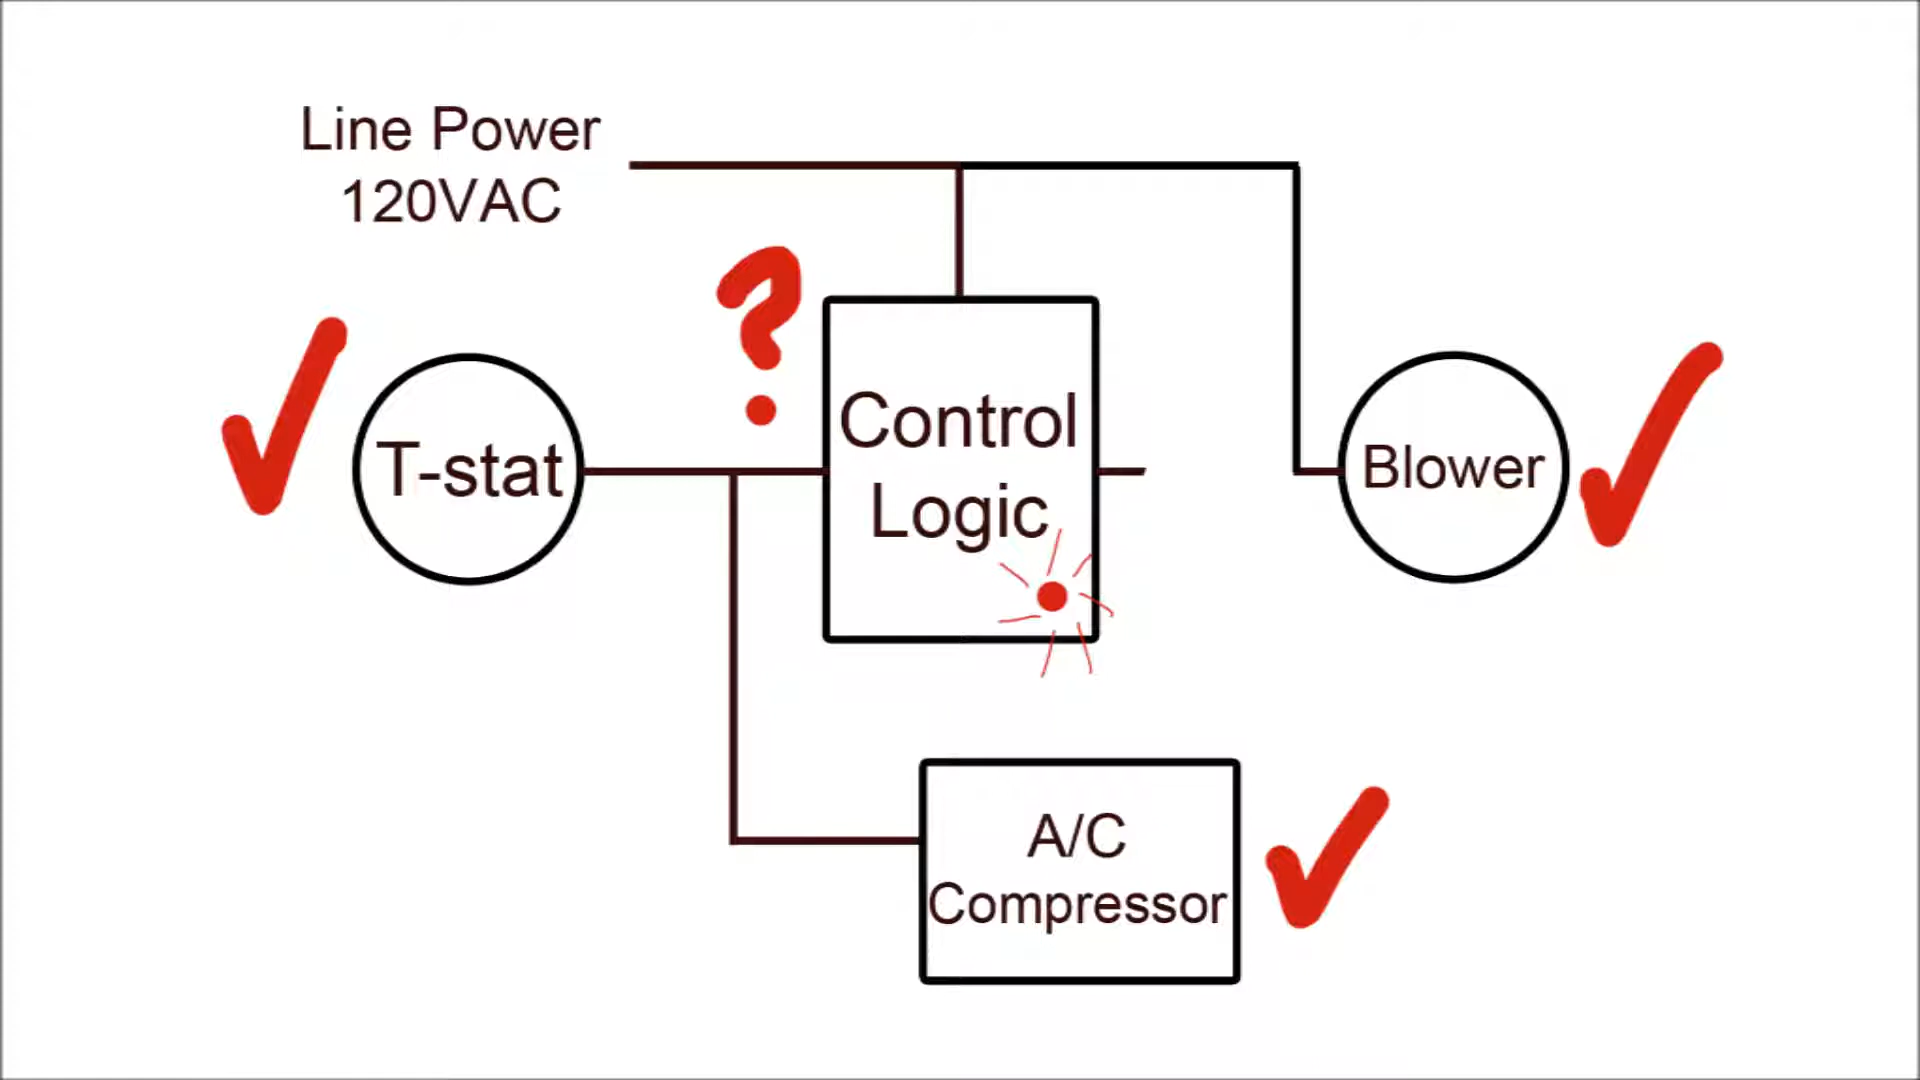 Line Power
120VAC
?
T-stat
Control
Logic
Blower
A/C
Compressor